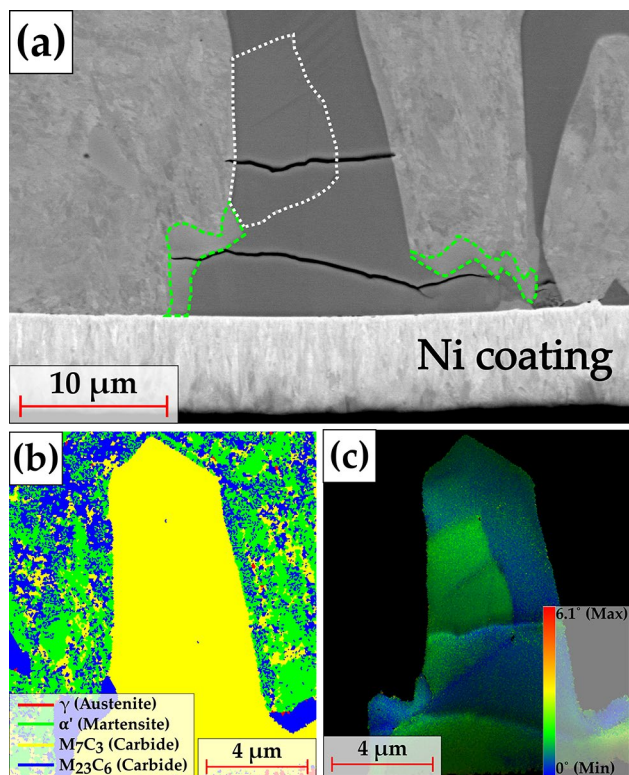 (a)
Ni coating
10 μm
(b)
γ (Austenite)
α' (Martensite)
M₇C₃ (Carbide)
M₂₃C₆ (Carbide)
4 μm
(c)
6.1° (Max)
0° (Min)
4 μm